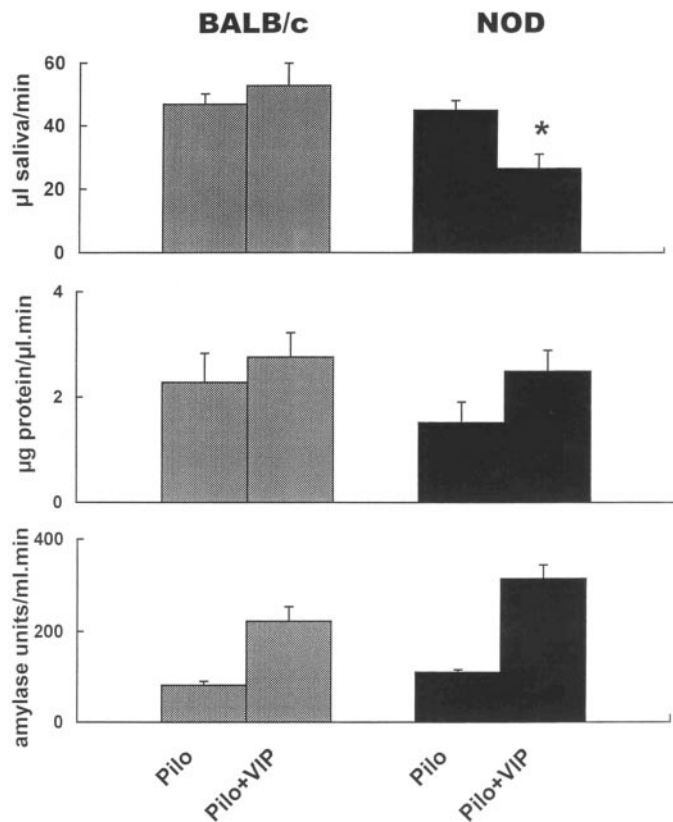 BALB/c NOD
µl saliva/min
60
40
20
0
*
µg protein/µl.min
4
2
0
amylase units/ml.min
400
200
0
Pilo Pilo+VIP Pilo Pilo+VIP